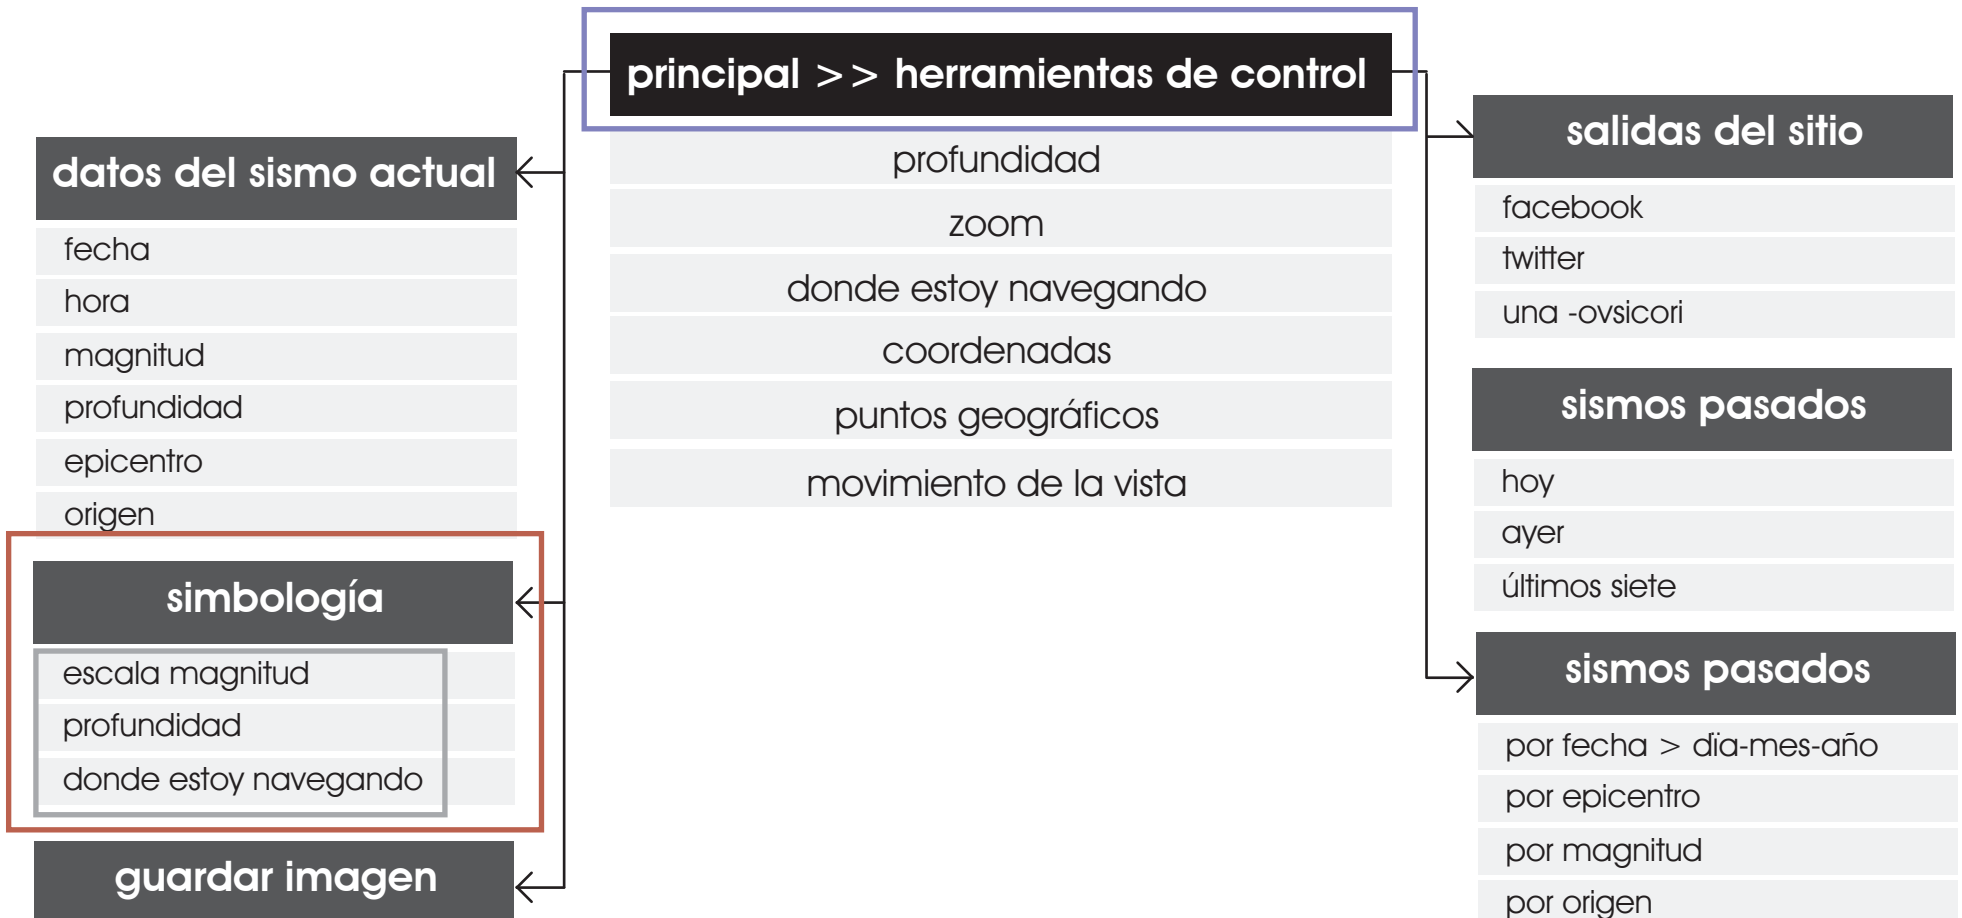 principal >> herramientas de control
profundidad
zoom
donde estoy navegando
coordenadas
puntos geográficos
movimiento de la vista
datos del sismo actual
fecha
hora
magnitud
profundidad
epicentro
origen
simbología
escala magnitud
profundidad
donde estoy navegando
guardar imagen
salidas del sitio
facebook
twitter
una -ovsicori
sismos pasados
hoy
ayer
últimos siete
sismos pasados
por fecha > dïa-mes-año
por epicentro
por magnitud
por origen